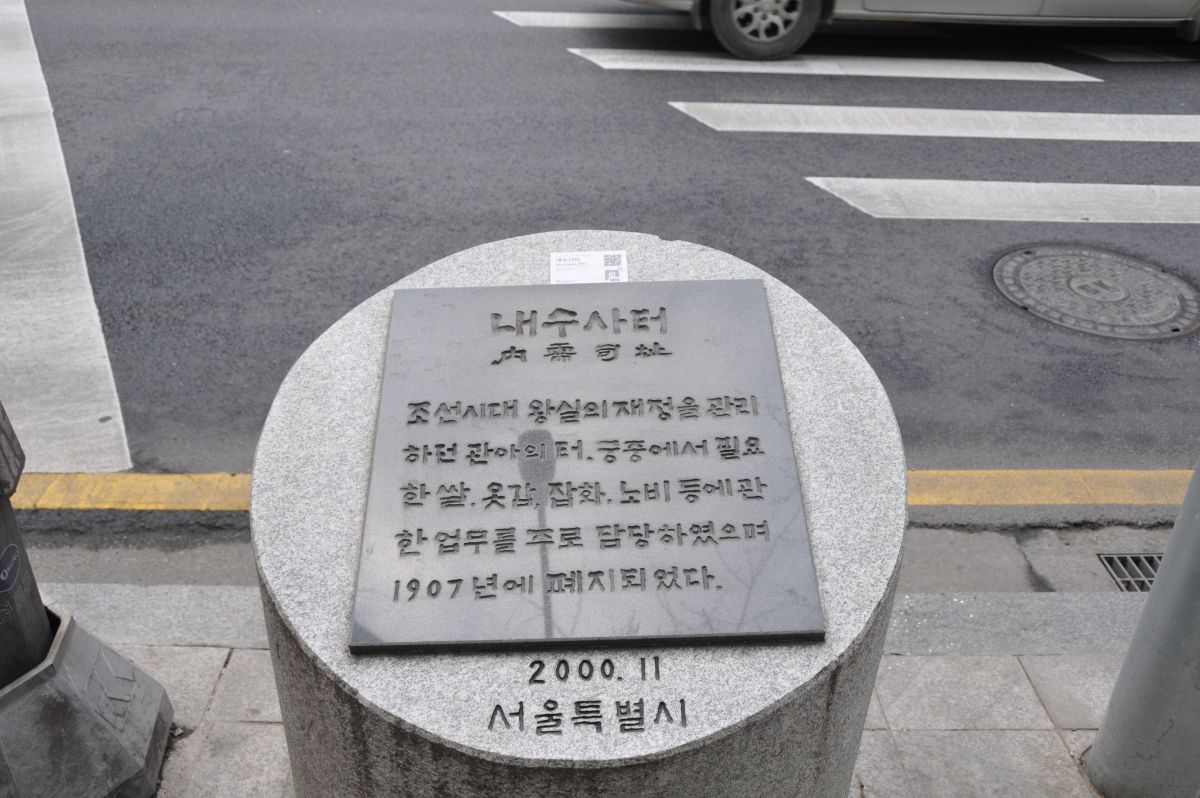 내수사터
內需司址
조선시대 왕실의 재정을 관리
하던 관아의 터. 궁중에서 필요
한 쌀, 옷감, 잡화, 노비 등에 관
한 업무를 주로 담당하였으며
1907년에 폐지되었다.
2000. 11
서울특별시